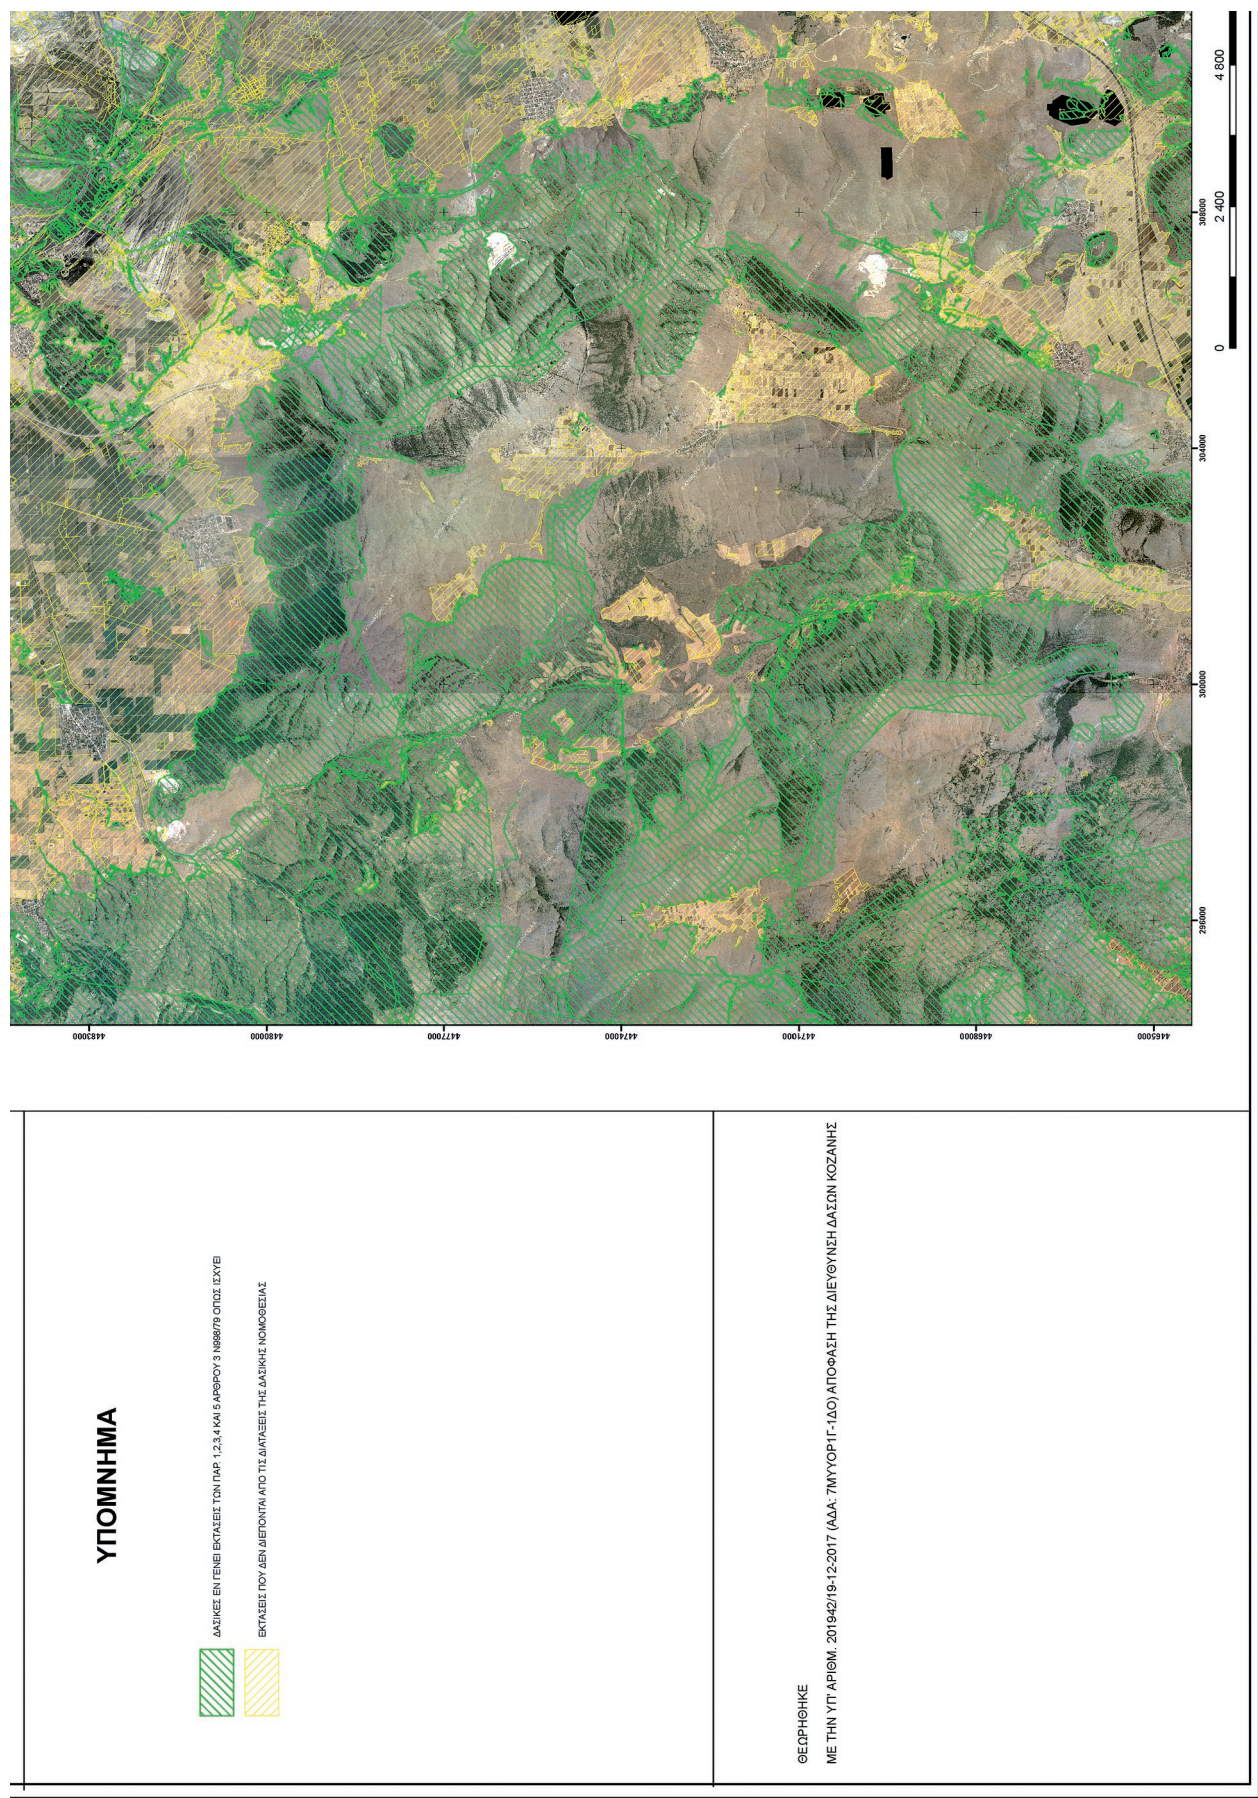 4483000
4480000
4477000
4474000
4471000
4468000
4465000
296000
300000
304000
308000
0
2 400
4 800
ΥΠΟΜΝΗΜΑ
ΔΑΣΙΚΕΣ ΕΝ ΓΕΝΕΙ ΕΚΤΑΣΕΙΣ ΤΩΝ ΠΑΡ. 1,2,3,4 ΚΑΙ 5 ΑΡΘΡΟΥ 3 Ν998/79 ΟΠΩΣ ΙΣΧΥΕΙ
ΕΚΤΑΣΕΙΣ ΠΟΥ ΔΕΝ ΔΙΕΠΟΝΤΑΙ ΑΠΟ ΤΙΣ ΔΙΑΤΑΞΕΙΣ ΤΗΣ ΔΑΣΙΚΗΣ ΝΟΜΟΘΕΣΙΑΣ
ΘΕΩΡΗΘΗΚΕ
ΜΕ ΤΗΝ ΥΠ' ΑΡΙΘΜ. 201942/19-12-2017 (ΑΔΑ: 7ΜΥΥΟΡ1Γ-1ΔΟ) ΑΠΟΦΑΣΗ ΤΗΣ ΔΙΕΥΘΥΝΣΗ ΔΑΣΩΝ ΚΟΖΑΝΗΣ